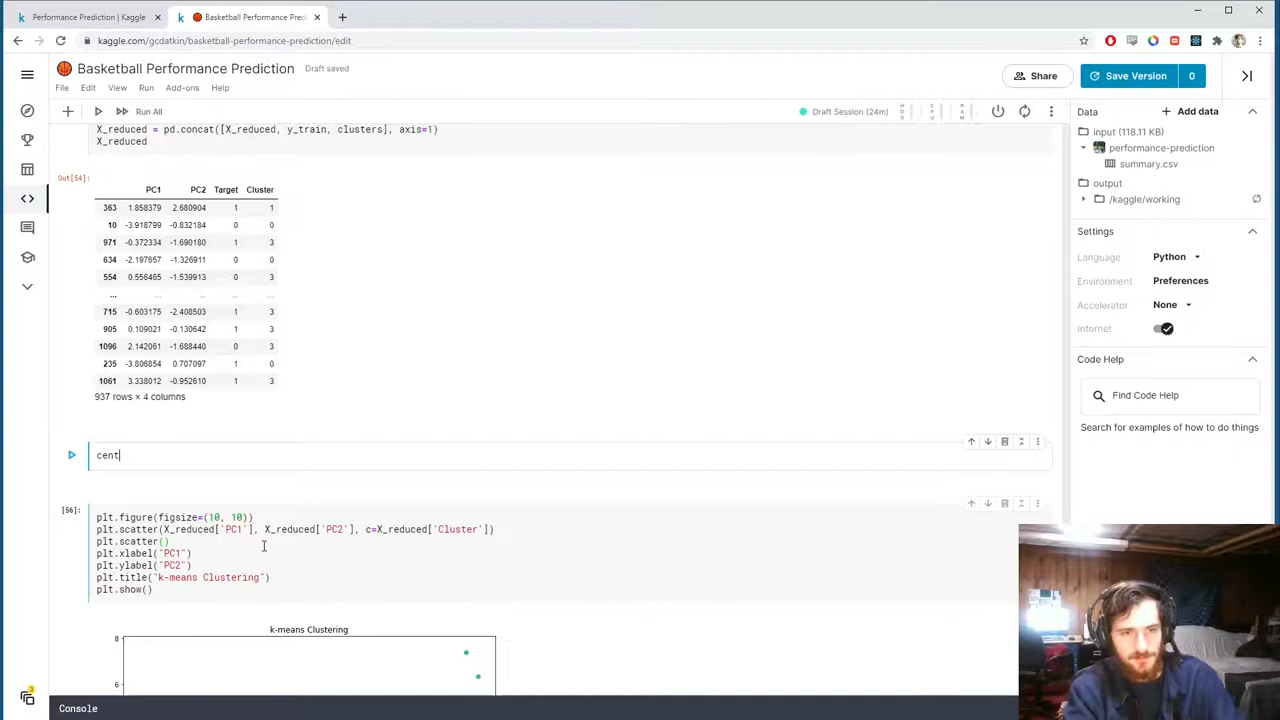 Performance Prediction | Kaggle
Basketball Performance Predi
kaggle.com/gcdatkin/basketball-performance-prediction/edit
Basketball Performance Prediction
Draft saved
Share
Save Version
0
File
Edit
View
Run
Add-ons
Help
Run All
Draft Session (24m)
Data
Add data
input (118.11 KB)
performance-prediction
summary.csv
output
/kaggle/working
Settings
Language
Python
Environment
Preferences
Accelerator
None
Internet
Code Help
Find Code Help
Search for examples of how to do things
X_reduced = pd.concat([X_reduced, y_train, clusters], axis=1)
X_reduced
Out[54]:
PC1 PC2 Target Cluster
363 1.858379 2.680904 1 1
10 -3.918799 -0.832184 0 0
971 -0.372334 -1.690180 1 3
634 -2.197657 -1.326911 0 0
554 0.556465 -1.539913 0 3
... ... ... ... ...
715 -0.603175 -2.408503 1 3
905 0.109021 -0.130642 1 3
1096 2.142061 -1.688440 0 3
235 -3.806854 0.707097 1 0
1061 3.338012 -0.952610 1 3
937 rows × 4 columns
cent
[56]:
plt.figure(figsize=(10, 10))
plt.scatter(X_reduced['PC1'], X_reduced['PC2'], c=X_reduced['Cluster'])
plt.scatter()
plt.xlabel("PC1")
plt.ylabel("PC2")
plt.title("k-means Clustering")
plt.show()
k-means Clustering
8
6
Console